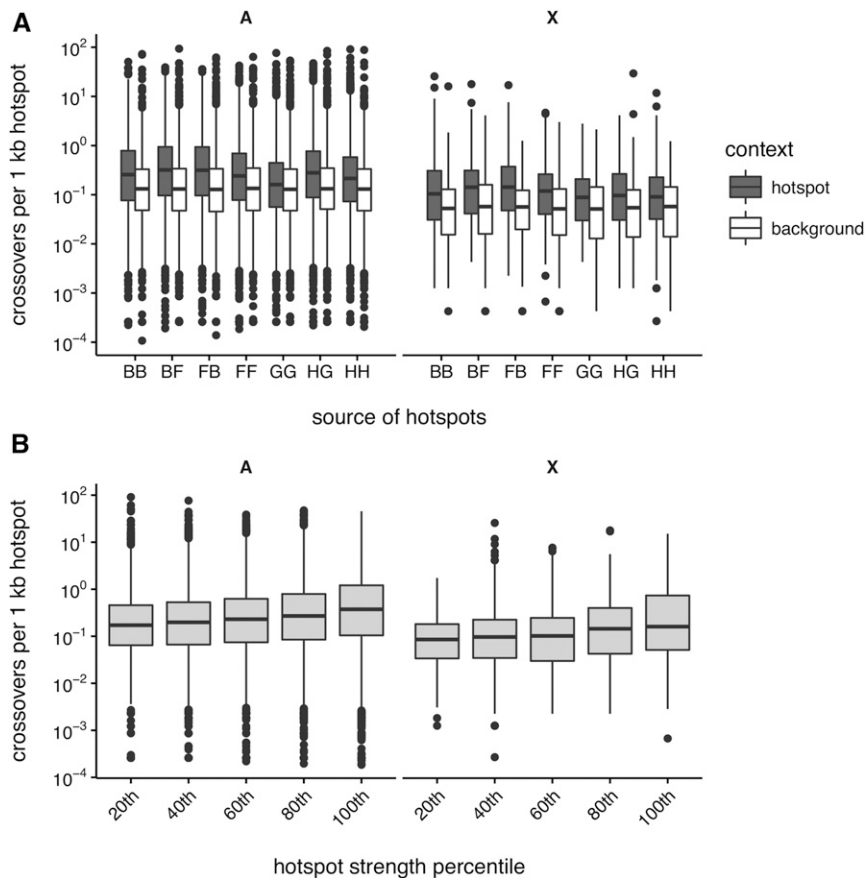 A
A X
10² 10¹ 10⁰ 10⁻¹ 10⁻² 10⁻³ 10⁻⁴
crossovers per 1 kb hotspot
BB BF FB FF GG HG HH BB BF FB FF GG HG HH
source of hotspots
context
hotspot
background
B
A X
10² 10¹ 10⁰ 10⁻¹ 10⁻² 10⁻³ 10⁻⁴
crossovers per 1 kb hotspot
20th 40th 60th 80th 100th 20th 40th 60th 80th 100th
hotspot strength percentile